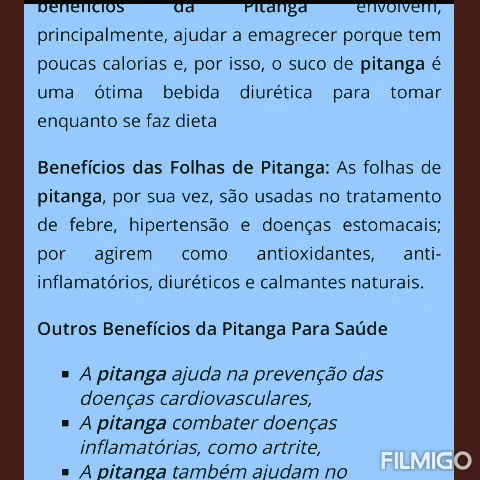 benefícios da Pitanga envolvem,
principalmente, ajudar a emagrecer porque tem
poucas calorias e, por isso, o suco de pitanga é
uma ótima bebida diurética para tomar
enquanto se faz dieta
Benefícios das Folhas de Pitanga: As folhas de
pitanga, por sua vez, são usadas no tratamento
de febre, hipertensão e doenças estomacais;
por agirem como antioxidantes, anti-
inflamatórios, diuréticos e calmantes naturais.
Outros Benefícios da Pitanga Para Saúde
▪ A pitanga ajuda na prevenção das
doenças cardiovasculares,
▪ A pitanga combater doenças
inflamatórias, como artrite,
▪ A pitanga também ajudam no
FILMIGO